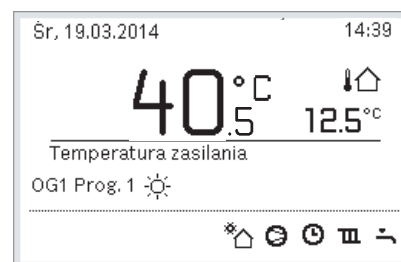 Śr, 19.03.2014 14:39
40.5 °C
12.5°C
Temperatura zasilania
OG1 Prog. 1